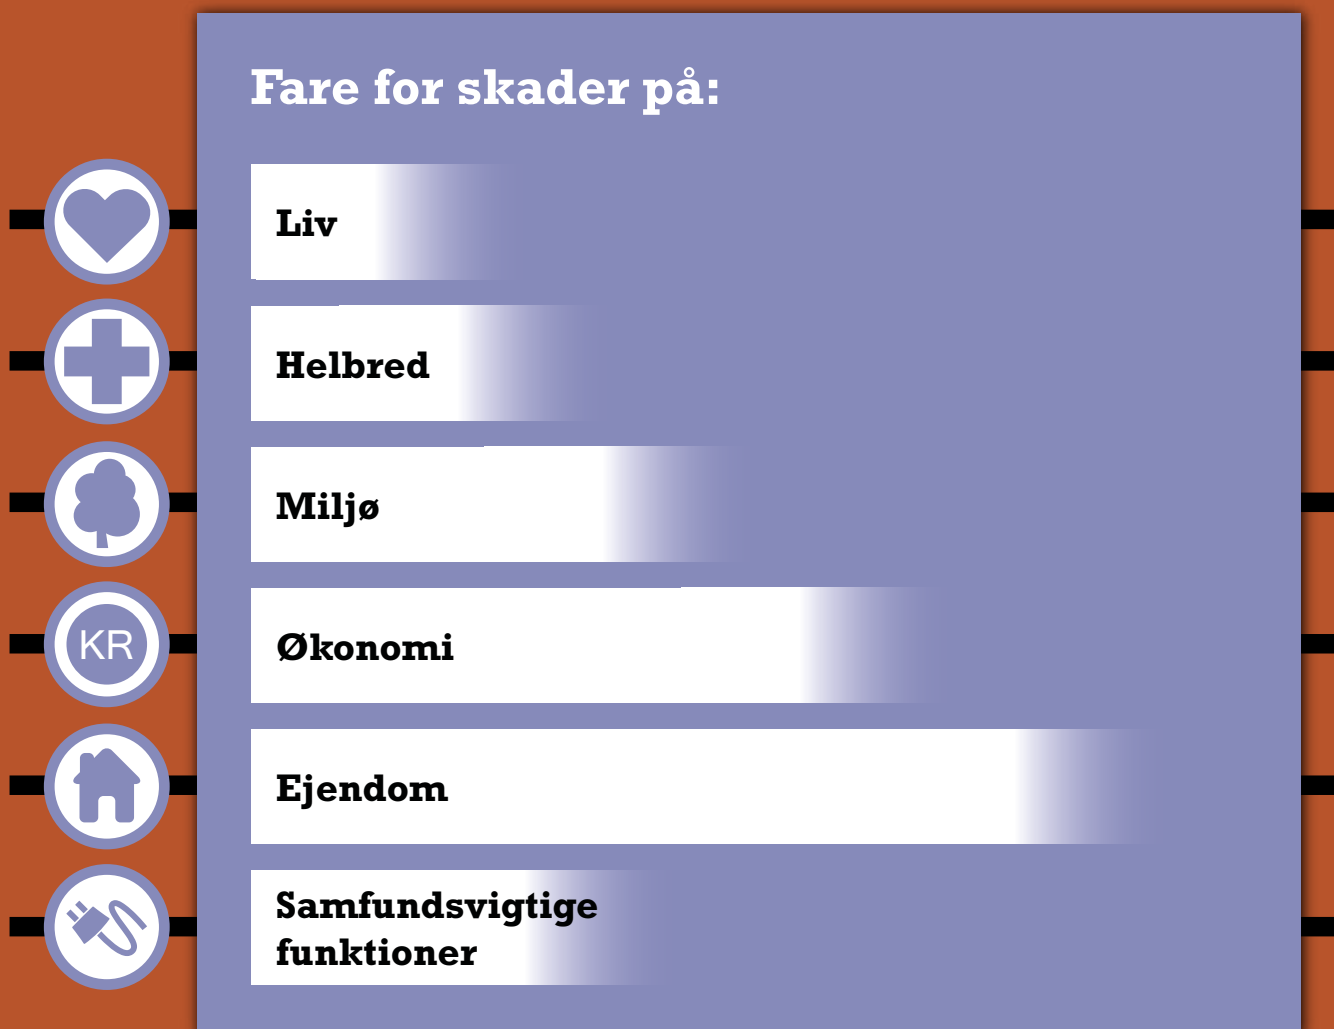 Fare for skader på:
Liv
Helbred
Miljø
KR
Økonomi
Ejendom
Samfundsvigtige
funktioner